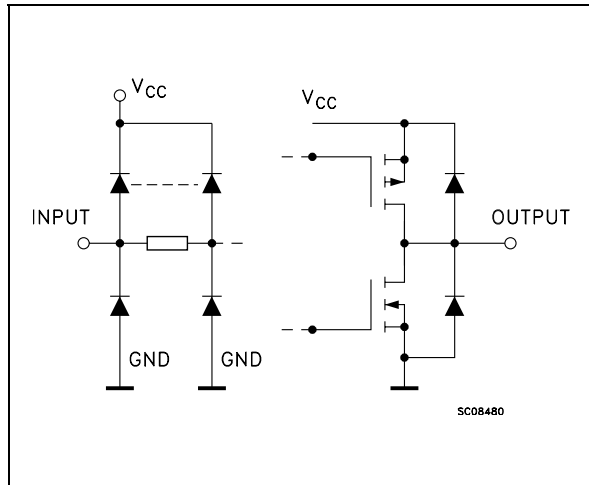 VCC
VCC
INPUT
OUTPUT
GND
GND
SC08480